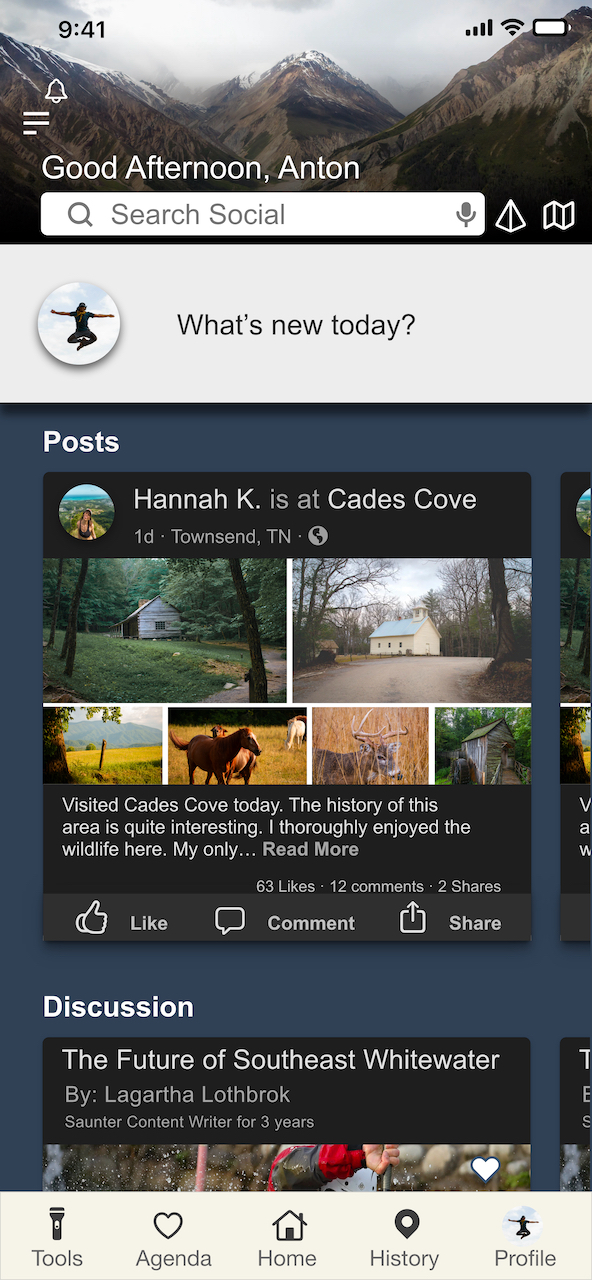 9:41
Good Afternoon, Anton
Search Social
What's new today?
Posts
Hannah K. is at Cades Cove
1d · Townsend, TN ·
Visited Cades Cove today. The history of this
area is quite interesting. I thoroughly enjoyed the
wildlife here. My only… Read More
63 Likes · 12 comments · 2 Shares
Like Comment Share
Discussion
The Future of Southeast Whitewater
By: Lagartha Lothbrok
Saunter Content Writer for 3 years
Tools Agenda Home History Profile